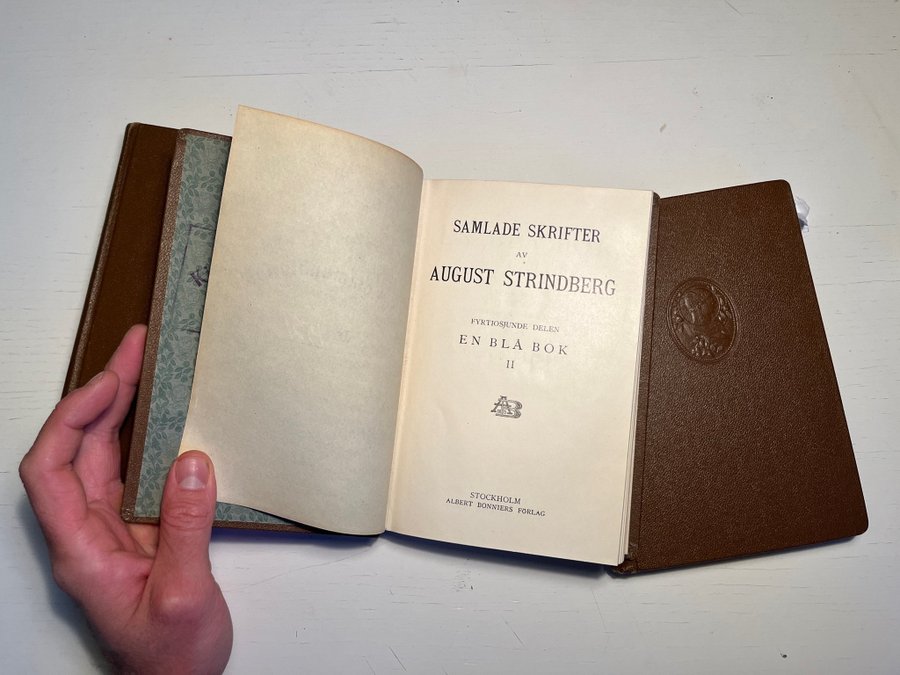 SAMLADE SKRIFTER
AV
AUGUST STRINDBERG
FYRTIOSJUNDE DELEN
EN BLÅ BOK
II
AB
STOCKHOLM
ALBERT BONNIERS FÖRLAG